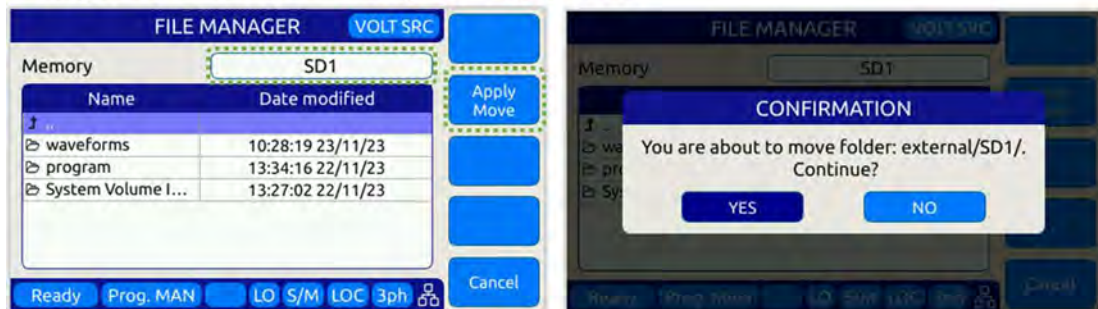 FILE MANAGER VOLT SRC
Memory SD1
Apply
Move
Name Date modified
..
waveforms 10:28:19 23/11/23
program 13:34:16 22/11/23
System Volume I... 13:27:02 22/11/23
Cancel
Ready Prog. MAN LO S/M LOC 3ph
FILE MANAGER VOLT SRC
Memory SD1
CONFIRMATION
You are about to move folder: external/SD1/.
Continue?
YES NO
Cancel